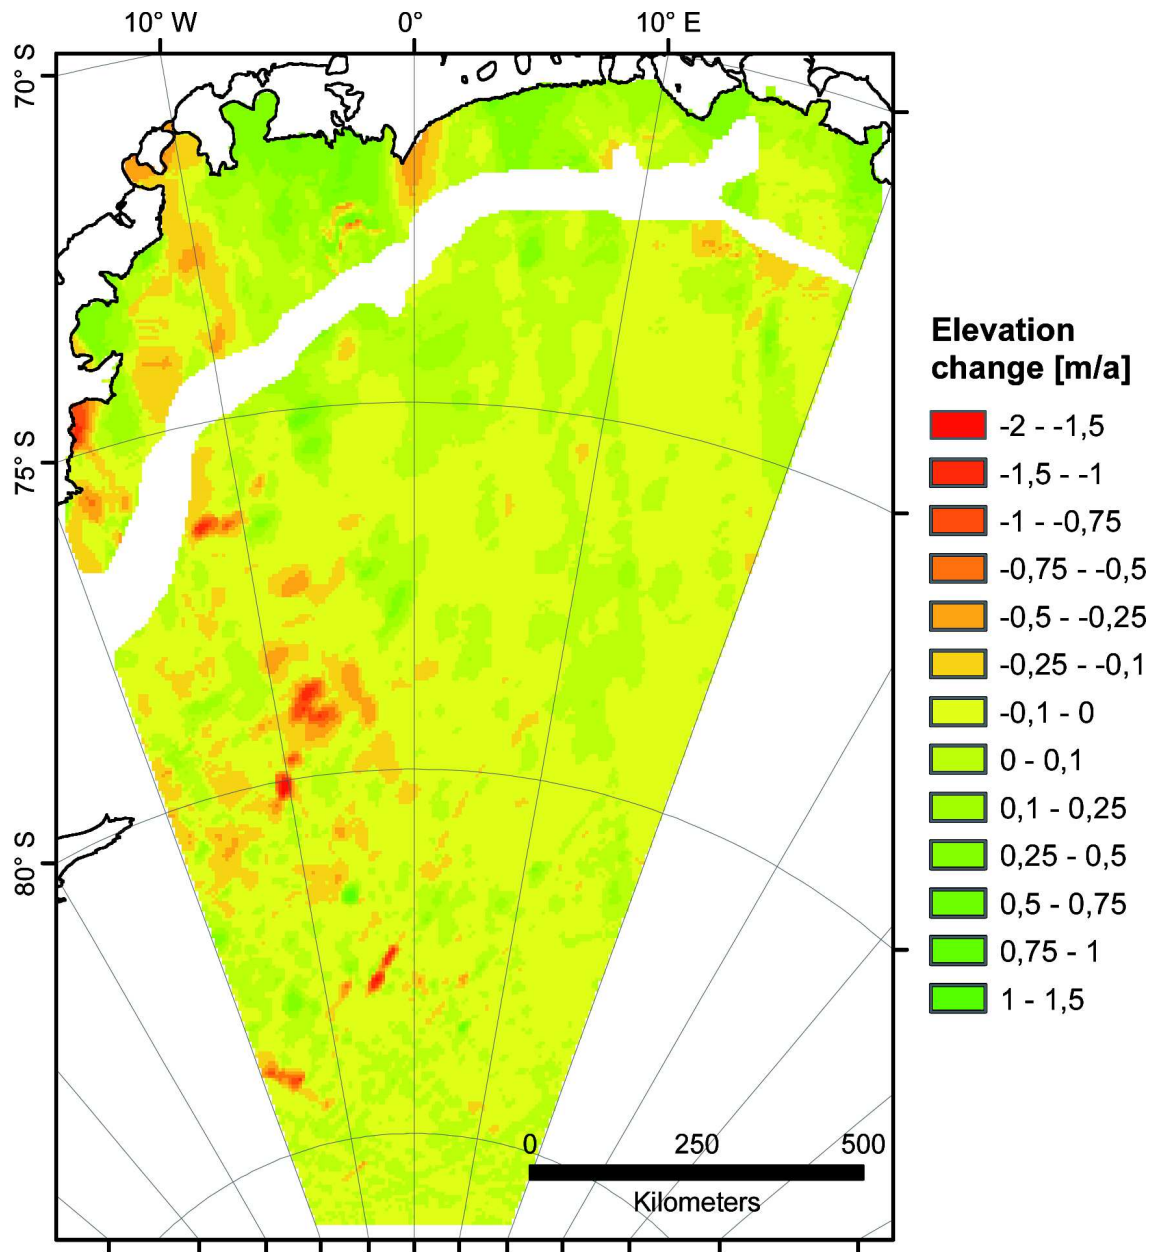 10° W
0°
10° E
70° S
75° S
80° S
Elevation
change [m/a]
-2 - -1,5
-1,5 - -1
-1 - -0,75
-0,75 - -0,5
-0,5 - -0,25
-0,25 - -0,1
-0,1 - 0
0 - 0,1
0,1 - 0,25
0,25 - 0,5
0,5 - 0,75
0,75 - 1
1 - 1,5
0 250 500
Kilometers